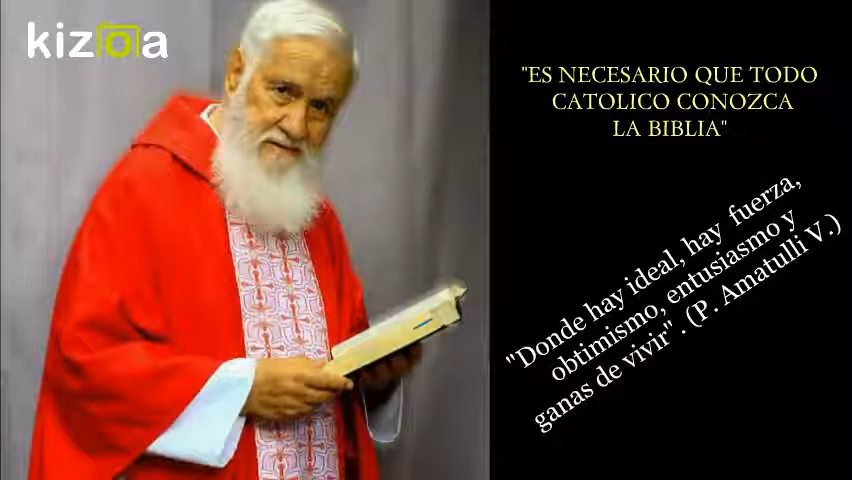 kizoa
"ES NECESARIO QUE TODO
CATOLICO CONOZCA
LA BIBLIA"
"Donde hay ideal, hay fuerza,
obtimismo, entusiasmo y
ganas de vivir" . (P. Amatulli V.)